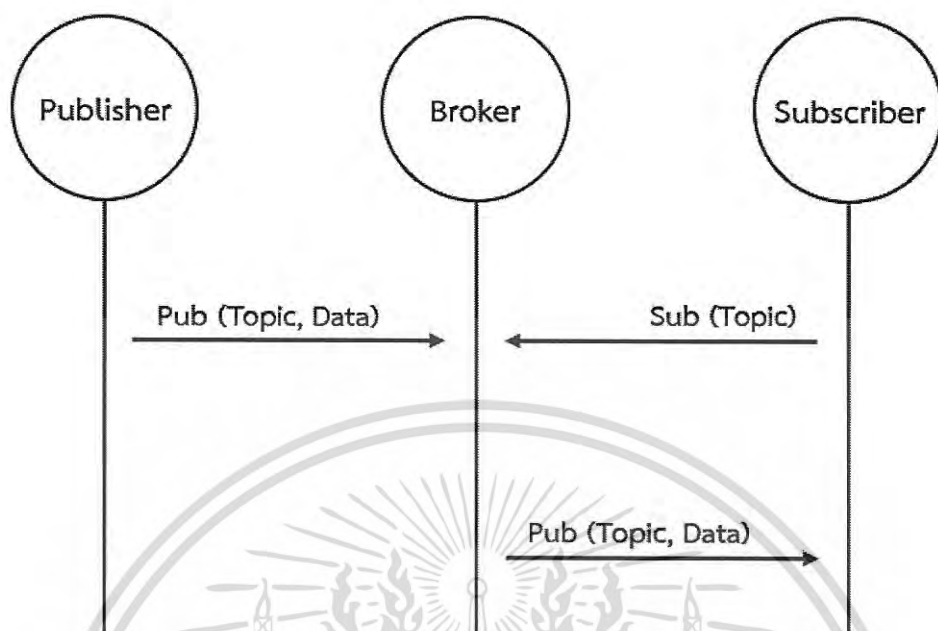 Publisher
Broker
Subscriber
Pub (Topic, Data)
Sub (Topic)
Pub (Topic, Data)